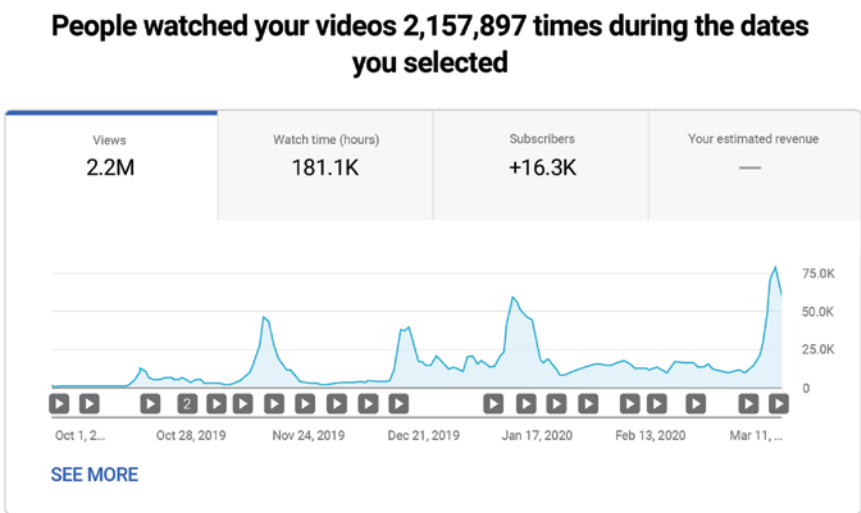 People watched your videos 2,157,897 times during the dates
you selected
Views
2.2M
Watch time (hours)
181.1K
Subscribers
+16.3K
Your estimated revenue
—
75.0K
50.0K
25.0K
0
2
Oct 1, 2... Oct 28, 2019 Nov 24, 2019 Dec 21, 2019 Jan 17, 2020 Feb 13, 2020 Mar 11, ...
SEE MORE